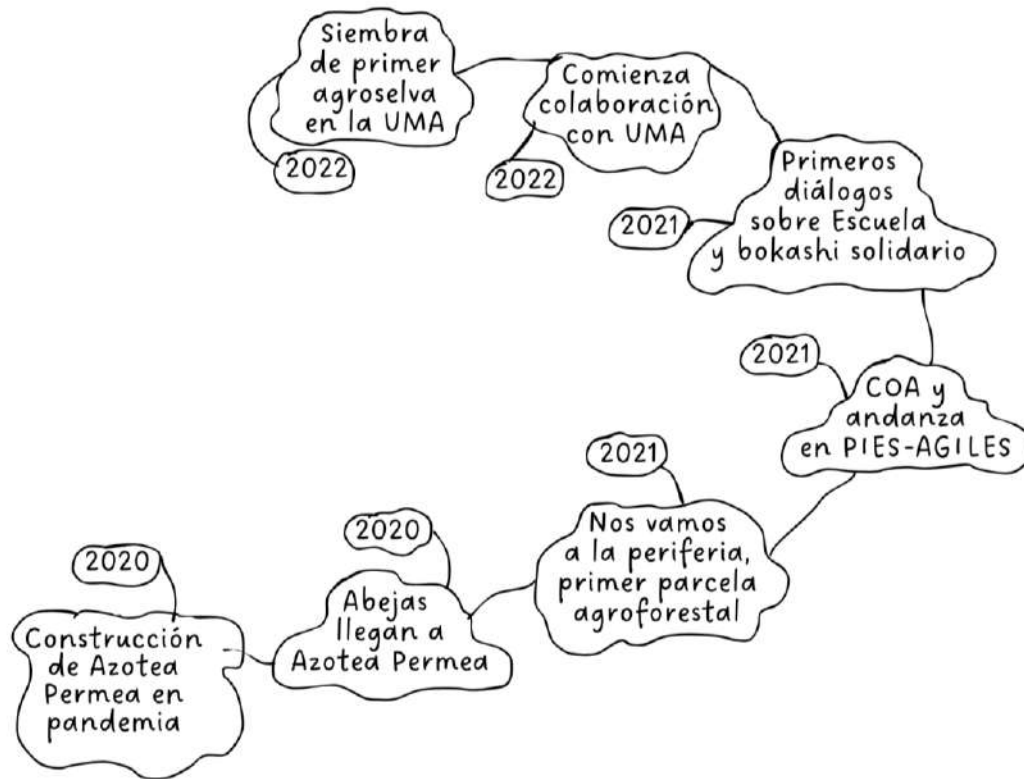 Siembra
de primer
agroselva
en la UMA
2022
Comienza
colaboración
con UMA
2022
Primeros
diálogos
sobre Escuela
y bokashi solidario
2021
2021
COA y
andanza
en PIES-AGILES
2021
Nos vamos
a la periferia,
primer parcela
agroforestal
2020
Abejas
llegan a
Azotea Permea
2020
Construcción
de Azotea
Permea en
pandemia